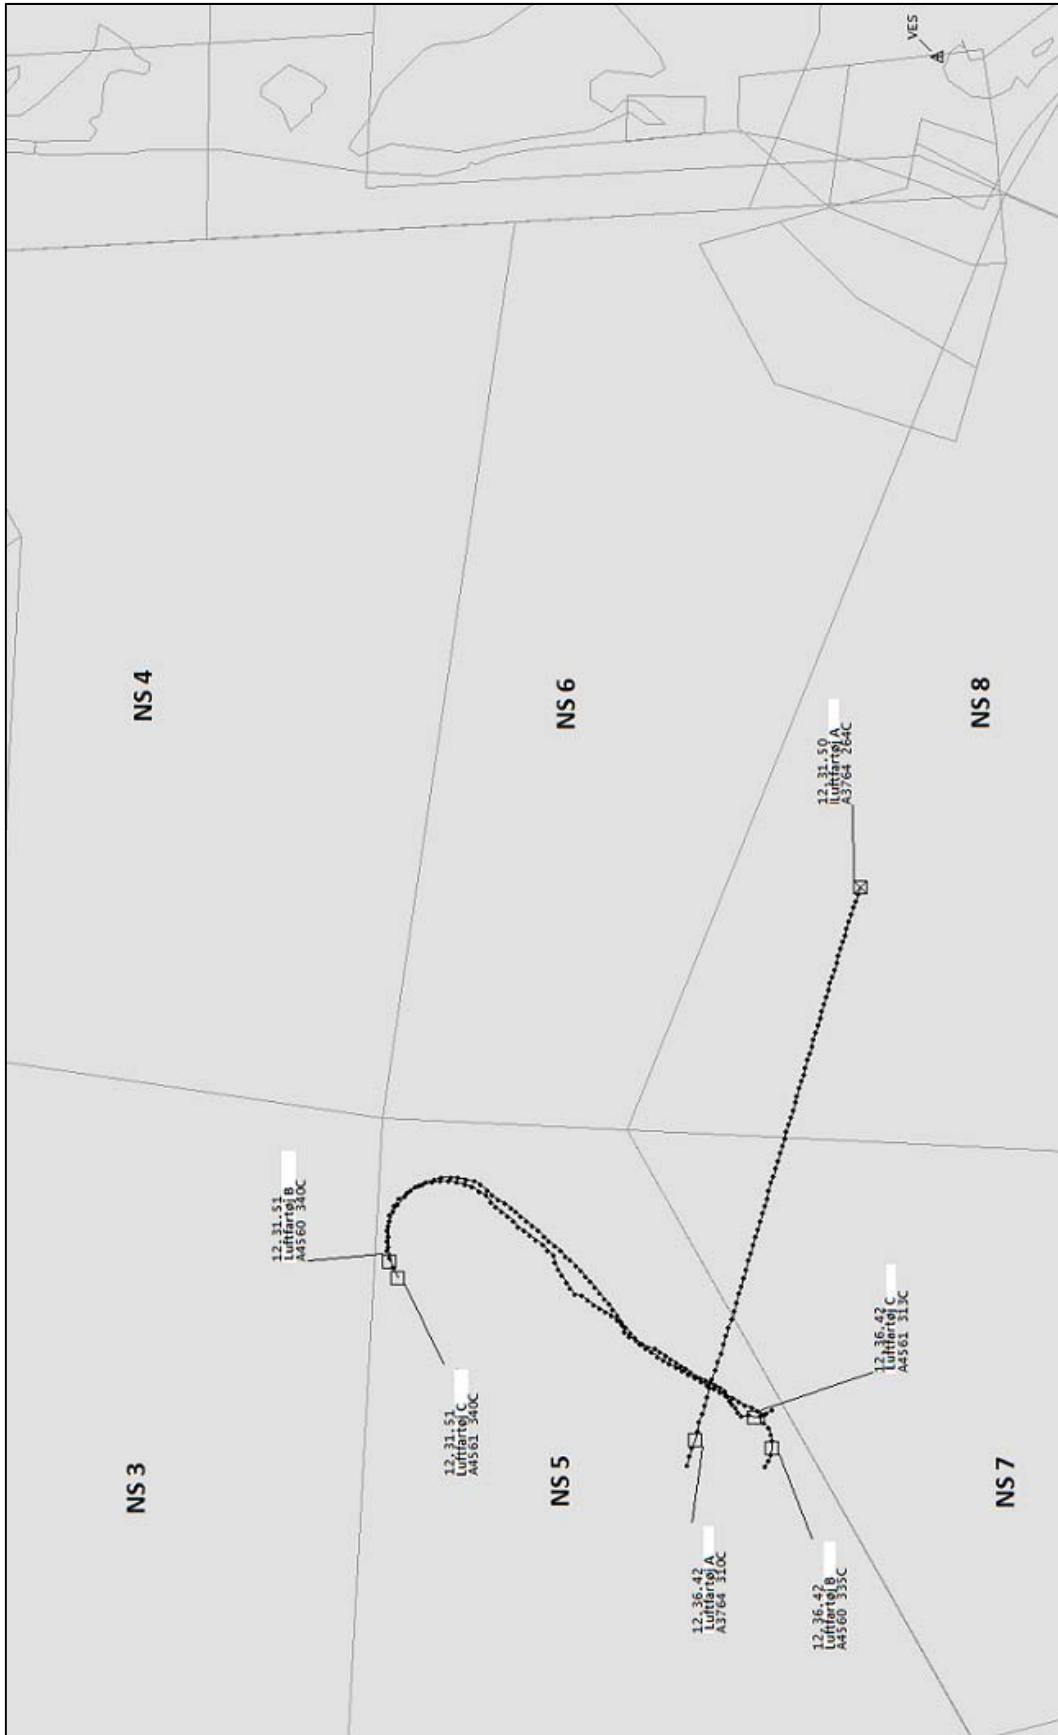 NS 3
NS 4
12.31.51
Luftfartøj B
A4560 340C
12.31.51
Luftfartøj C
A4561 340C
NS 5
NS 6
12.36.42
Luftfartøj A
A3764 310C
12.36.42
Luftfartøj B
A4560 335C
12.31.50
Luftfartøj A
A3764 264C
12.36.42
Luftfartøj C
A4561 313C
VES
NS 7
NS 8